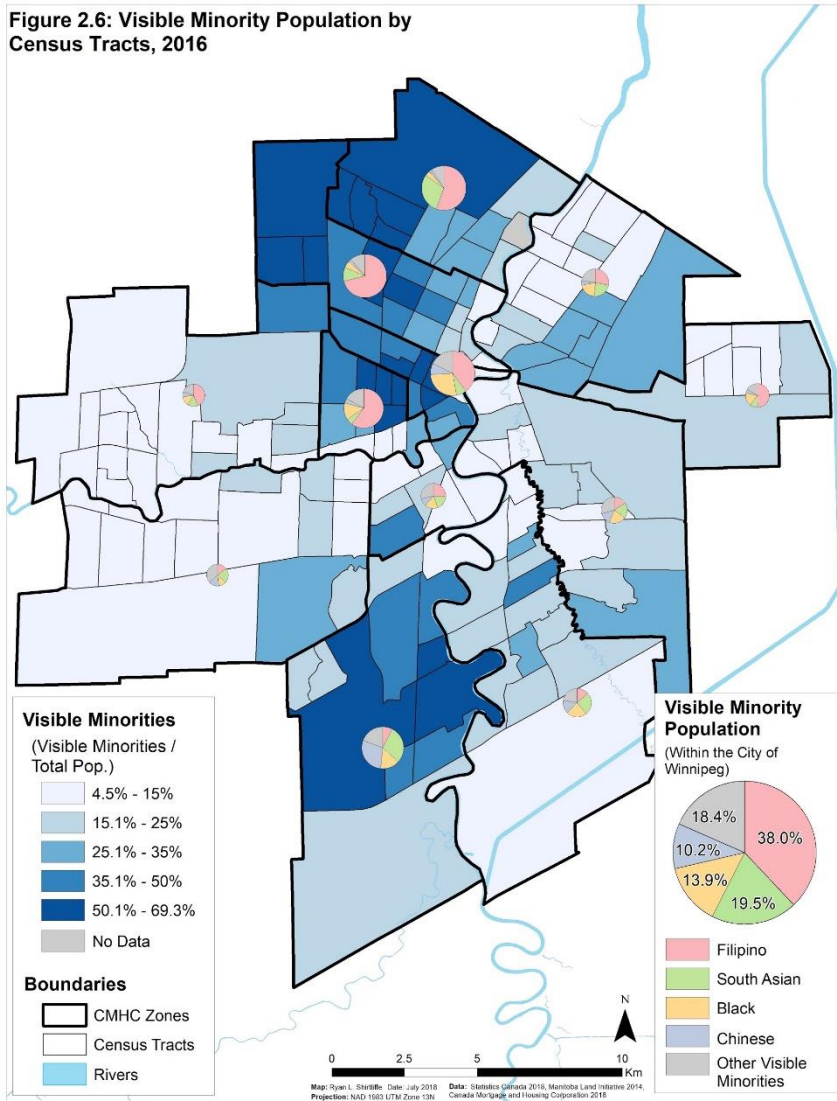 Figure 2.6: Visible Minority Population by
Census Tracts, 2016
Visible Minorities
(Visible Minorities /
Total Pop.)
4.5% - 15%
15.1% - 25%
25.1% - 35%
35.1% - 50%
50.1% - 69.3%
No Data
Boundaries
CMHC Zones
Census Tracts
Rivers
Visible Minority
Population
(Within the City of
Winnipeg)
18.4%
38.0%
10.2%
13.9%
19.5%
Filipino
South Asian
Black
Chinese
Other Visible
Minorities
N
0 2.5 5 10
Km
Map: Ryan L. Shirtliffe Date: July 2018 Data: Statistics Canada 2018, Manitoba Land Initiative 2014,
Projection: NAD 1983 UTM Zone 13N Canada Mortgage and Housing Corporation 2018